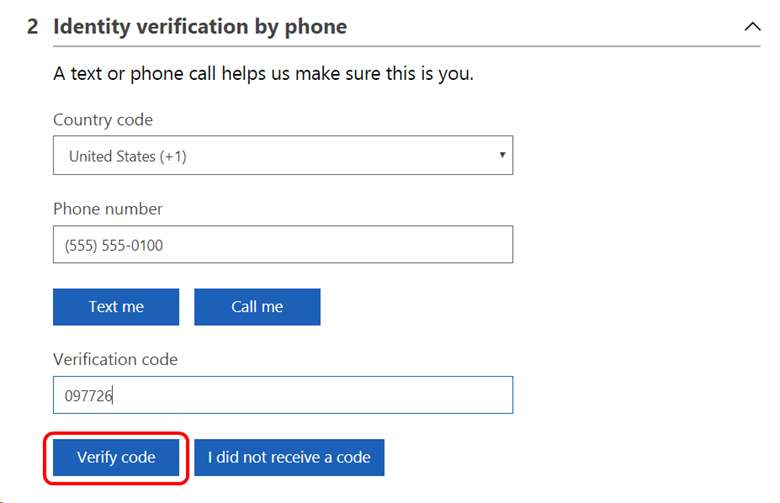 2 Identity verification by phone
A text or phone call helps us make sure this is you.
Country code
United States (+1)
Phone number
(555) 555-0100
Text me Call me
Verification code
097726
Verify code I did not receive a code